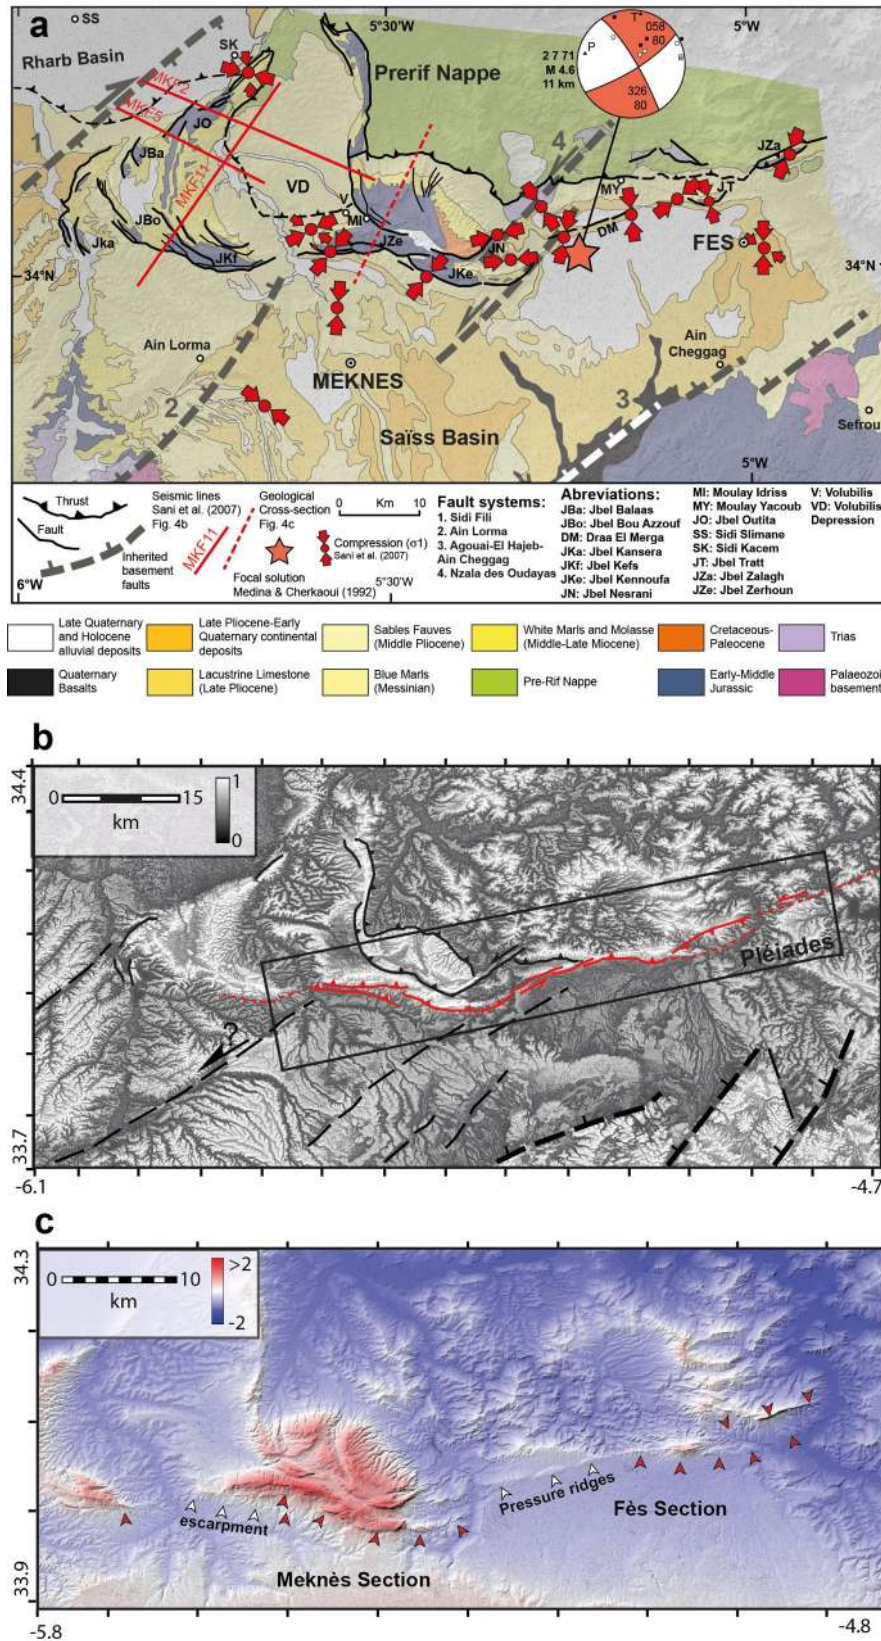 a
SS
5°30'W
5°W
058
80
T
P
2 7 71
M 4.6
11 km
326
80
Rharb Basin
SK
Prerif Nappe
MKF2
MKF5
1
JO
JBa
MKF11
4
JZa
VD
MY
JT
V
MI
JBo
DM
Jka
JZe
JN
FES
JKf
JKe
34°N
34°N
Ain Lorma
Ain
Cheggag
MEKNES
2
3
Saïss Basin
Sefrou
5°W
Thrust
Fault
Inherited
basement
faults
Seismic lines
Sani et al. (2007)
Fig. 4b
MKF11
Geological
Cross-section
Fig. 4c
0 Km 10
Focal solution
Medina & Cherkaoui (1992)
Compression (σ1)
Sani et al. (2007)
6°W
5°30'W
Fault systems:
1. Sidi Fili
2. Ain Lorma
3. Agouai-El Hajeb-
Ain Cheggag
4. Nzala des Oudayas
Abreviations:
JBa: Jbel Balaas
JBo: Jbel Bou Azzouf
DM: Draa El Merga
JKa: Jbel Kansera
JKf: Jbel Kefs
JKe: Jbel Kennoufa
JN: Jbel Nesrani
MI: Moulay Idriss
MY: Moulay Yacoub
JO: Jbel Outita
SS: Sidi Slimane
SK: Sidi Kacem
JT: Jbel Tratt
JZa: Jbel Zalagh
JZe: Jbel Zerhoun
V: Volubilis
VD: Volubilis
Depression
Late Quaternary
and Holocene
alluvial deposits
Late Pliocene-Early
Quaternary continental
deposits
Sables Fauves
(Middle Pliocene)
White Marls and Molasse
(Middle-Late Miocene)
Cretaceous-
Paleocene
Trias
Quaternary
Basalts
Lacustrine Limestone
(Late Pliocene)
Blue Marls
(Messinian)
Pre-Rif Nappe
Early-Middle
Jurassic
Palaeozoi
basement
b
34.4
0 15
km
1
0
Pléiades
?
33.7
-6.1
-4.7
c
34.3
0 10
km
>2
-2
Pressure ridges
escarpment
Fès Section
Meknès Section
33.9
-5.8
-4.8